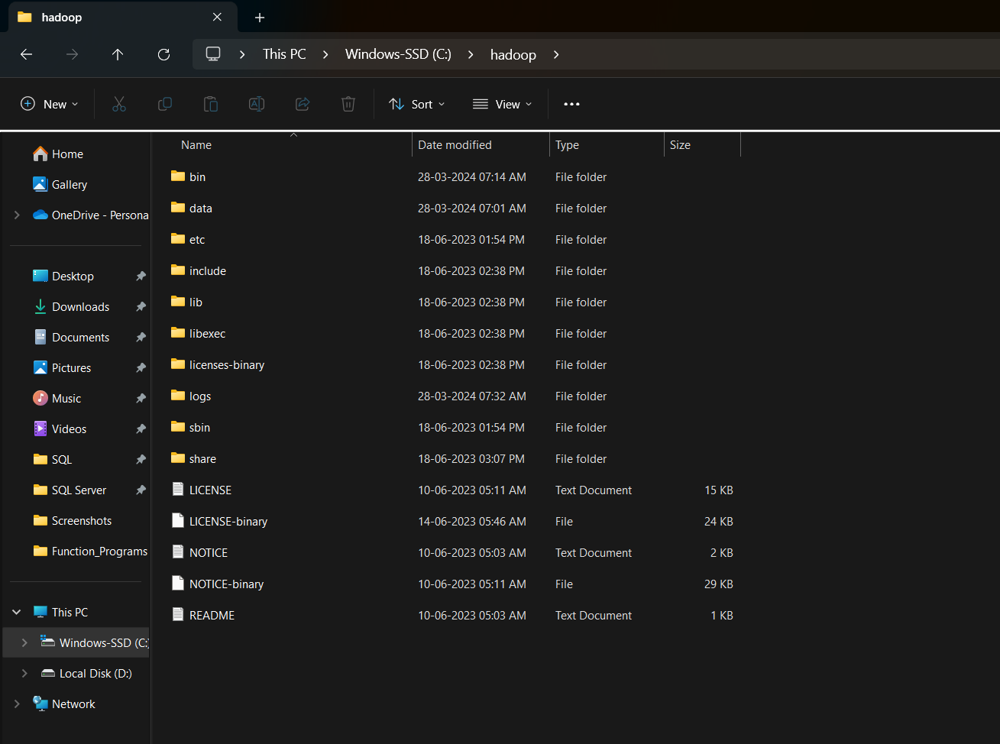 hadoop
This PC > Windows-SSD (C:) > hadoop >
New Sort View
Name Date modified Type Size
Home
Gallery
OneDrive - Persona
Desktop
Downloads
Documents
Pictures
Music
Videos
SQL
SQL Server
Screenshots
Function_Programs
This PC
Windows-SSD (C:)
Local Disk (D:)
Network
bin 28-03-2024 07:14 AM File folder
data 28-03-2024 07:01 AM File folder
etc 18-06-2023 01:54 PM File folder
include 18-06-2023 02:38 PM File folder
lib 18-06-2023 02:38 PM File folder
libexec 18-06-2023 02:38 PM File folder
licenses-binary 18-06-2023 02:38 PM File folder
logs 28-03-2024 07:32 AM File folder
sbin 18-06-2023 01:54 PM File folder
share 18-06-2023 03:07 PM File folder
LICENSE 10-06-2023 05:11 AM Text Document 15 KB
LICENSE-binary 14-06-2023 05:46 AM File 24 KB
NOTICE 10-06-2023 05:03 AM Text Document 2 KB
NOTICE-binary 10-06-2023 05:11 AM File 29 KB
README 10-06-2023 05:03 AM Text Document 1 KB